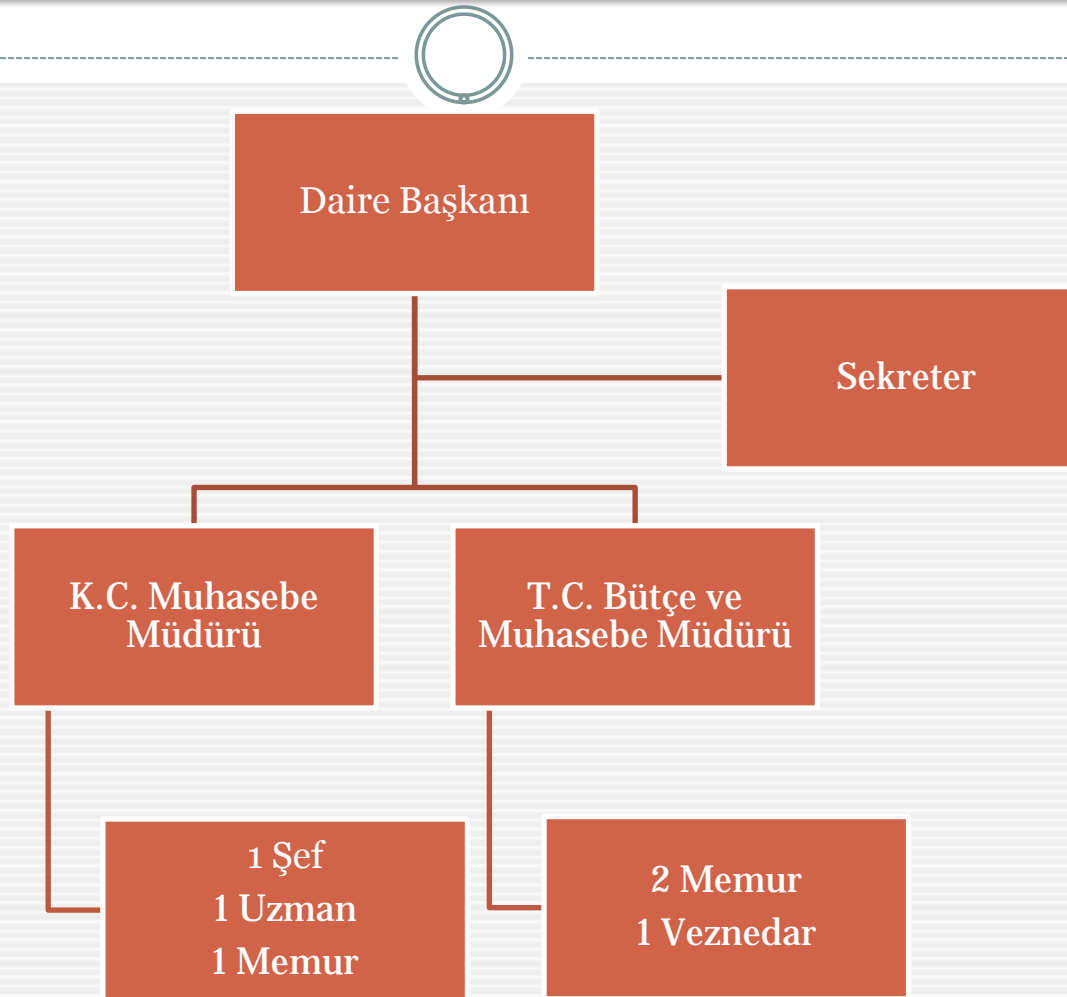 Daire Başkanı
Sekreter
K.C. Muhasebe
Müdürü
T.C. Bütçe ve
Muhasebe Müdürü
1 Şef
1 Uzman
1 Memur
2 Memur
1 Veznedar